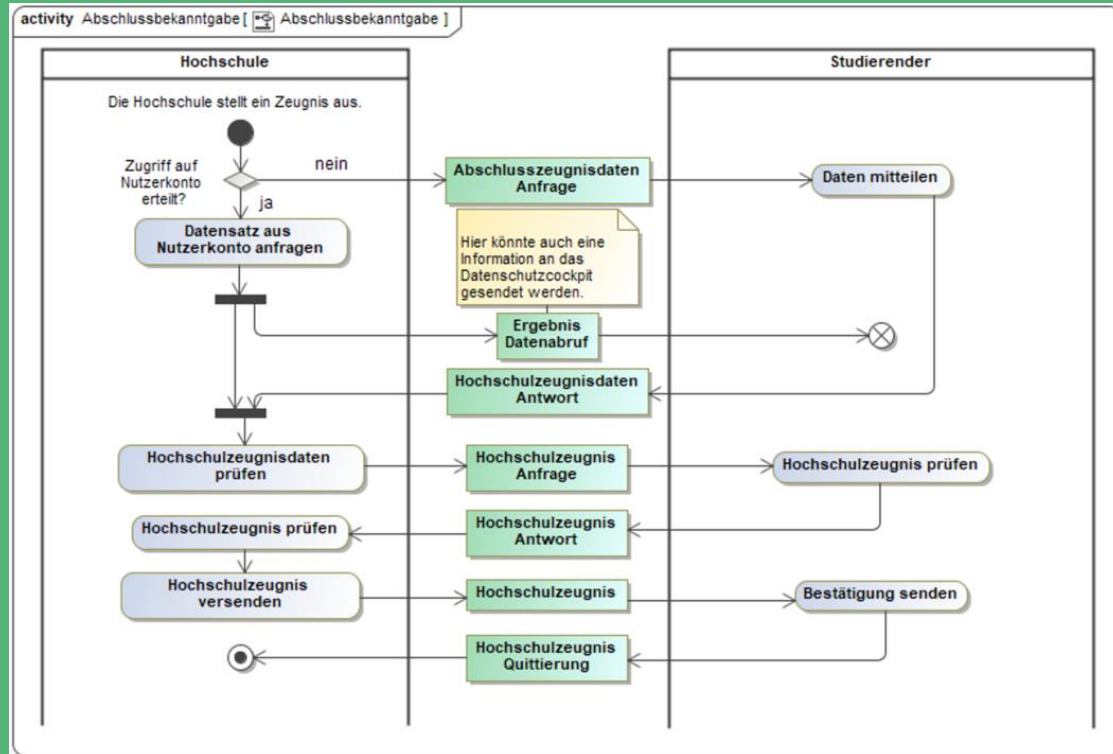 activity Abschlussbekanntgabe [ Abschlussbekanntgabe ]
Hochschule
Studierender
Die Hochschule stellt ein Zeugnis aus.
Zugriff auf
Nutzerkonto
erteilt?
nein
ja
Abschlusszeugnisdaten
Anfrage
Daten mitteilen
Datensatz aus
Nutzerkonto anfragen
Hier könnte auch eine
Information an das
Datenschutzcockpit
gesendet werden.
Ergebnis
Datenabruf
Hochschulzeugnisdaten
Antwort
Hochschulzeugnisdaten
prüfen
Hochschulzeugnis
Anfrage
Hochschulzeugnis prüfen
Hochschulzeugnis prüfen
Hochschulzeugnis
Antwort
Hochschulzeugnis
versenden
Hochschulzeugnis
Bestätigung senden
Hochschulzeugnis
Quittierung